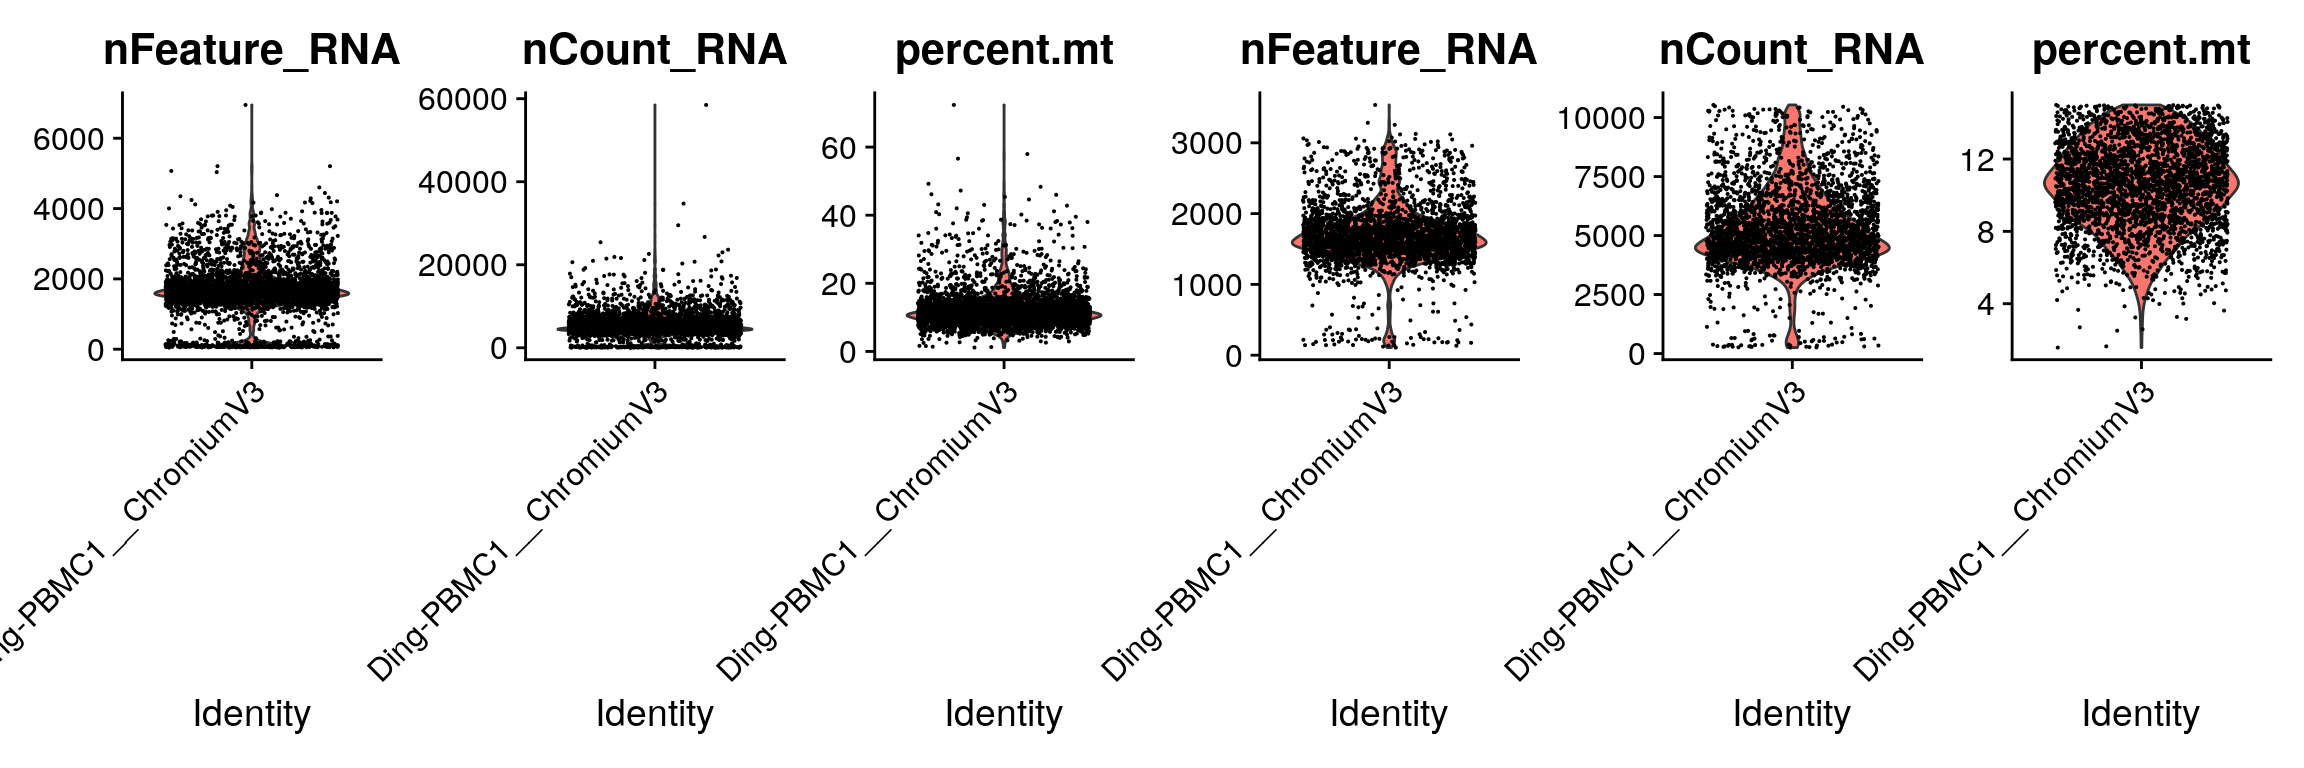 nFeature_RNA
6000
4000
2000
0
ng-PBMC1__ChromiumV3
Identity
nCount_RNA
60000
40000
20000
0
Ding-PBMC1__ChromiumV3
Identity
percent.mt
60
40
20
0
Ding-PBMC1__ChromiumV3
Identity
nFeature_RNA
3000
2000
1000
0
Ding-PBMC1__ChromiumV3
Identity
nCount_RNA
10000
7500
5000
2500
0
Ding-PBMC1__ChromiumV3
Identity
percent.mt
12
8
4
Ding-PBMC1__ChromiumV3
Identity